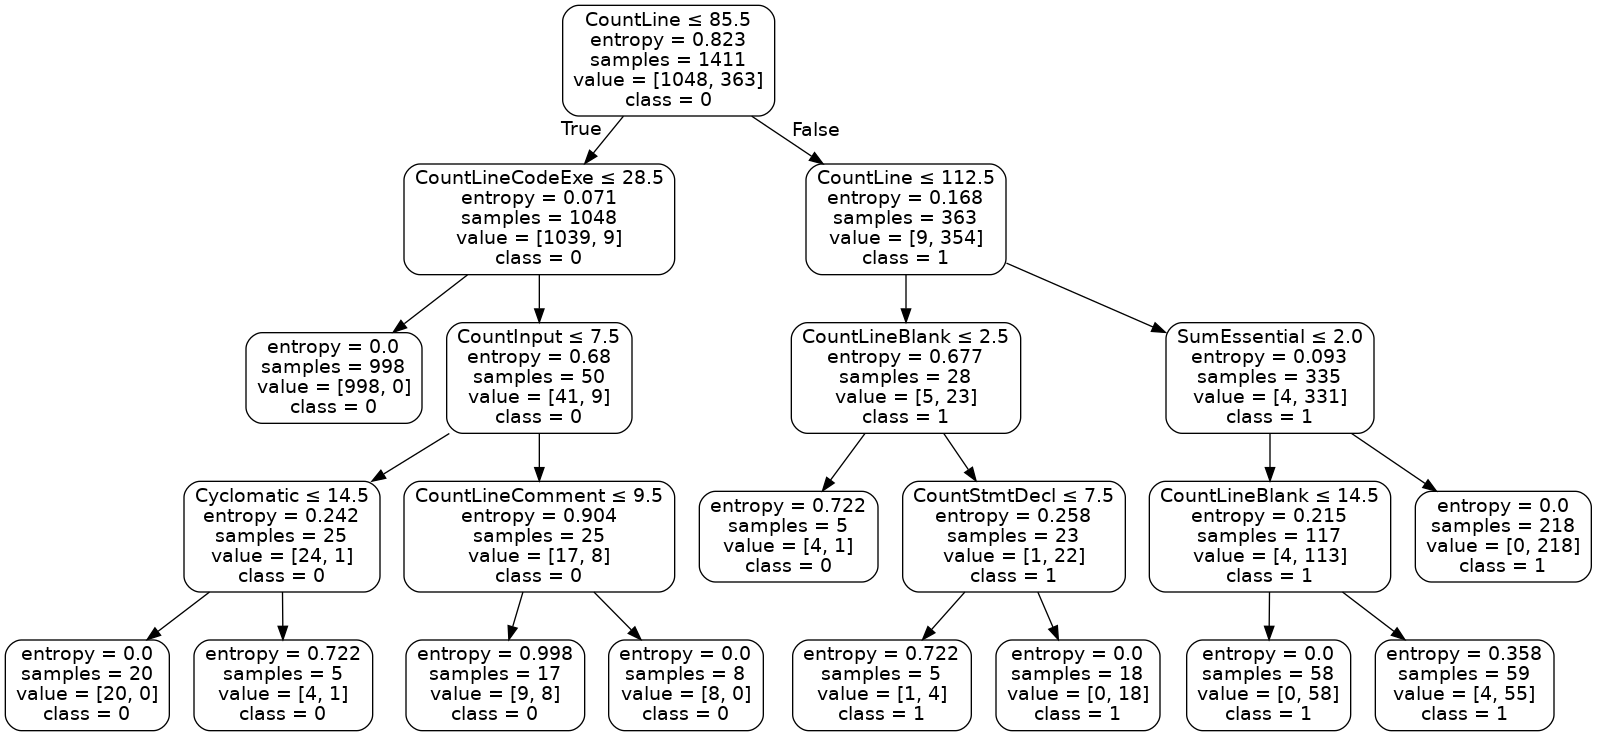 CountLine ≤ 85.5
entropy = 0.823
samples = 1411
value = [1048, 363]
class = 0
True
False
CountLineCodeExe ≤ 28.5
entropy = 0.071
samples = 1048
value = [1039, 9]
class = 0
CountLine ≤ 112.5
entropy = 0.168
samples = 363
value = [9, 354]
class = 1
entropy = 0.0
samples = 998
value = [998, 0]
class = 0
CountInput ≤ 7.5
entropy = 0.68
samples = 50
value = [41, 9]
class = 0
CountLineBlank ≤ 2.5
entropy = 0.677
samples = 28
value = [5, 23]
class = 1
SumEssential ≤ 2.0
entropy = 0.093
samples = 335
value = [4, 331]
class = 1
Cyclomatic ≤ 14.5
entropy = 0.242
samples = 25
value = [24, 1]
class = 0
CountLineComment ≤ 9.5
entropy = 0.904
samples = 25
value = [17, 8]
class = 0
entropy = 0.722
samples = 5
value = [4, 1]
class = 0
CountStmtDecl ≤ 7.5
entropy = 0.258
samples = 23
value = [1, 22]
class = 1
CountLineBlank ≤ 14.5
entropy = 0.215
samples = 117
value = [4, 113]
class = 1
entropy = 0.0
samples = 218
value = [0, 218]
class = 1
entropy = 0.0
samples = 20
value = [20, 0]
class = 0
entropy = 0.722
samples = 5
value = [4, 1]
class = 0
entropy = 0.998
samples = 17
value = [9, 8]
class = 0
entropy = 0.0
samples = 8
value = [8, 0]
class = 0
entropy = 0.722
samples = 5
value = [1, 4]
class = 1
entropy = 0.0
samples = 18
value = [0, 18]
class = 1
entropy = 0.0
samples = 58
value = [0, 58]
class = 1
entropy = 0.358
samples = 59
value = [4, 55]
class = 1